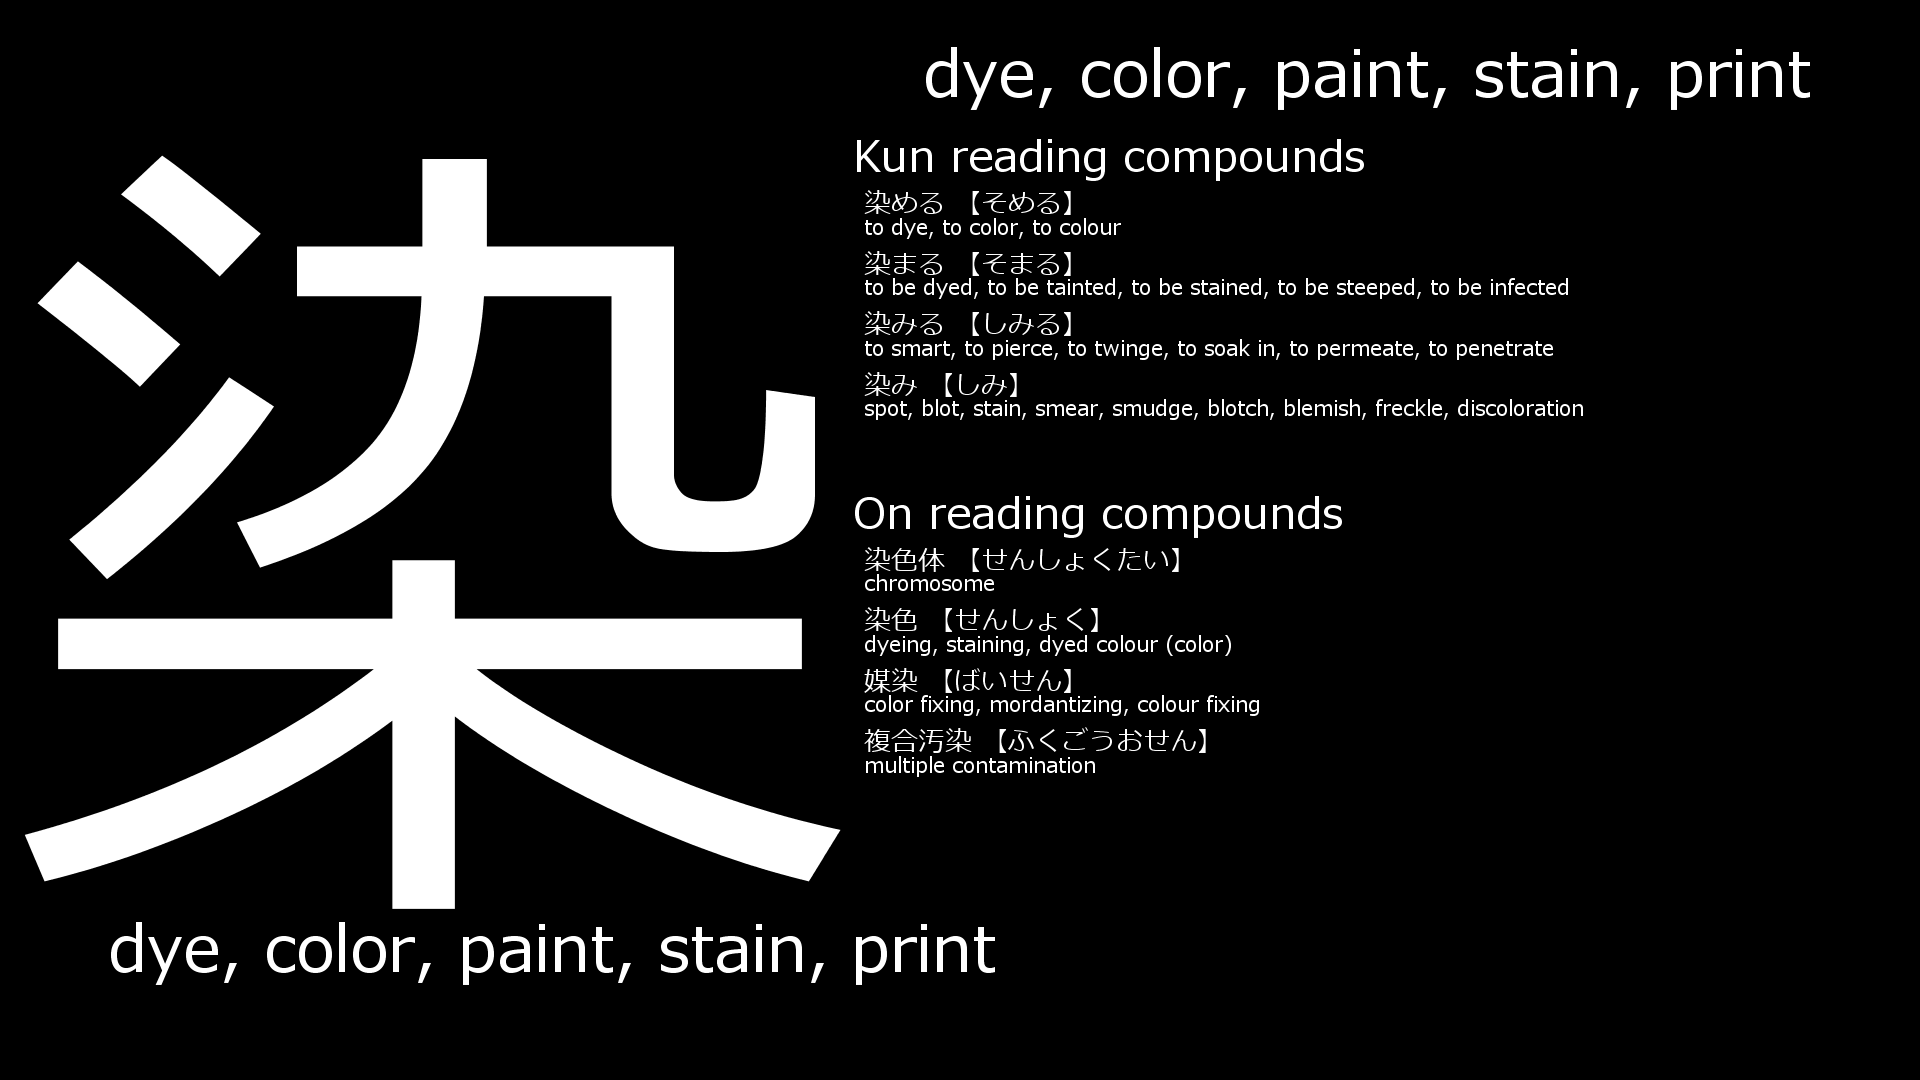 染
dye, color, paint, stain, print
dye, color, paint, stain, print
Kun reading compounds
染める 【そめる】
to dye, to color, to colour
染まる 【そまる】
to be dyed, to be tainted, to be stained, to be steeped, to be infected
染みる 【しみる】
to smart, to pierce, to twinge, to soak in, to permeate, to penetrate
染み 【しみ】
spot, blot, stain, smear, smudge, blotch, blemish, freckle, discoloration
On reading compounds
染色体 【せんしょくたい】
chromosome
染色 【せんしょく】
dyeing, staining, dyed colour (color)
媒染 【ばいせん】
color fixing, mordantizing, colour fixing
複合汚染 【ふくごうおせん】
multiple contamination